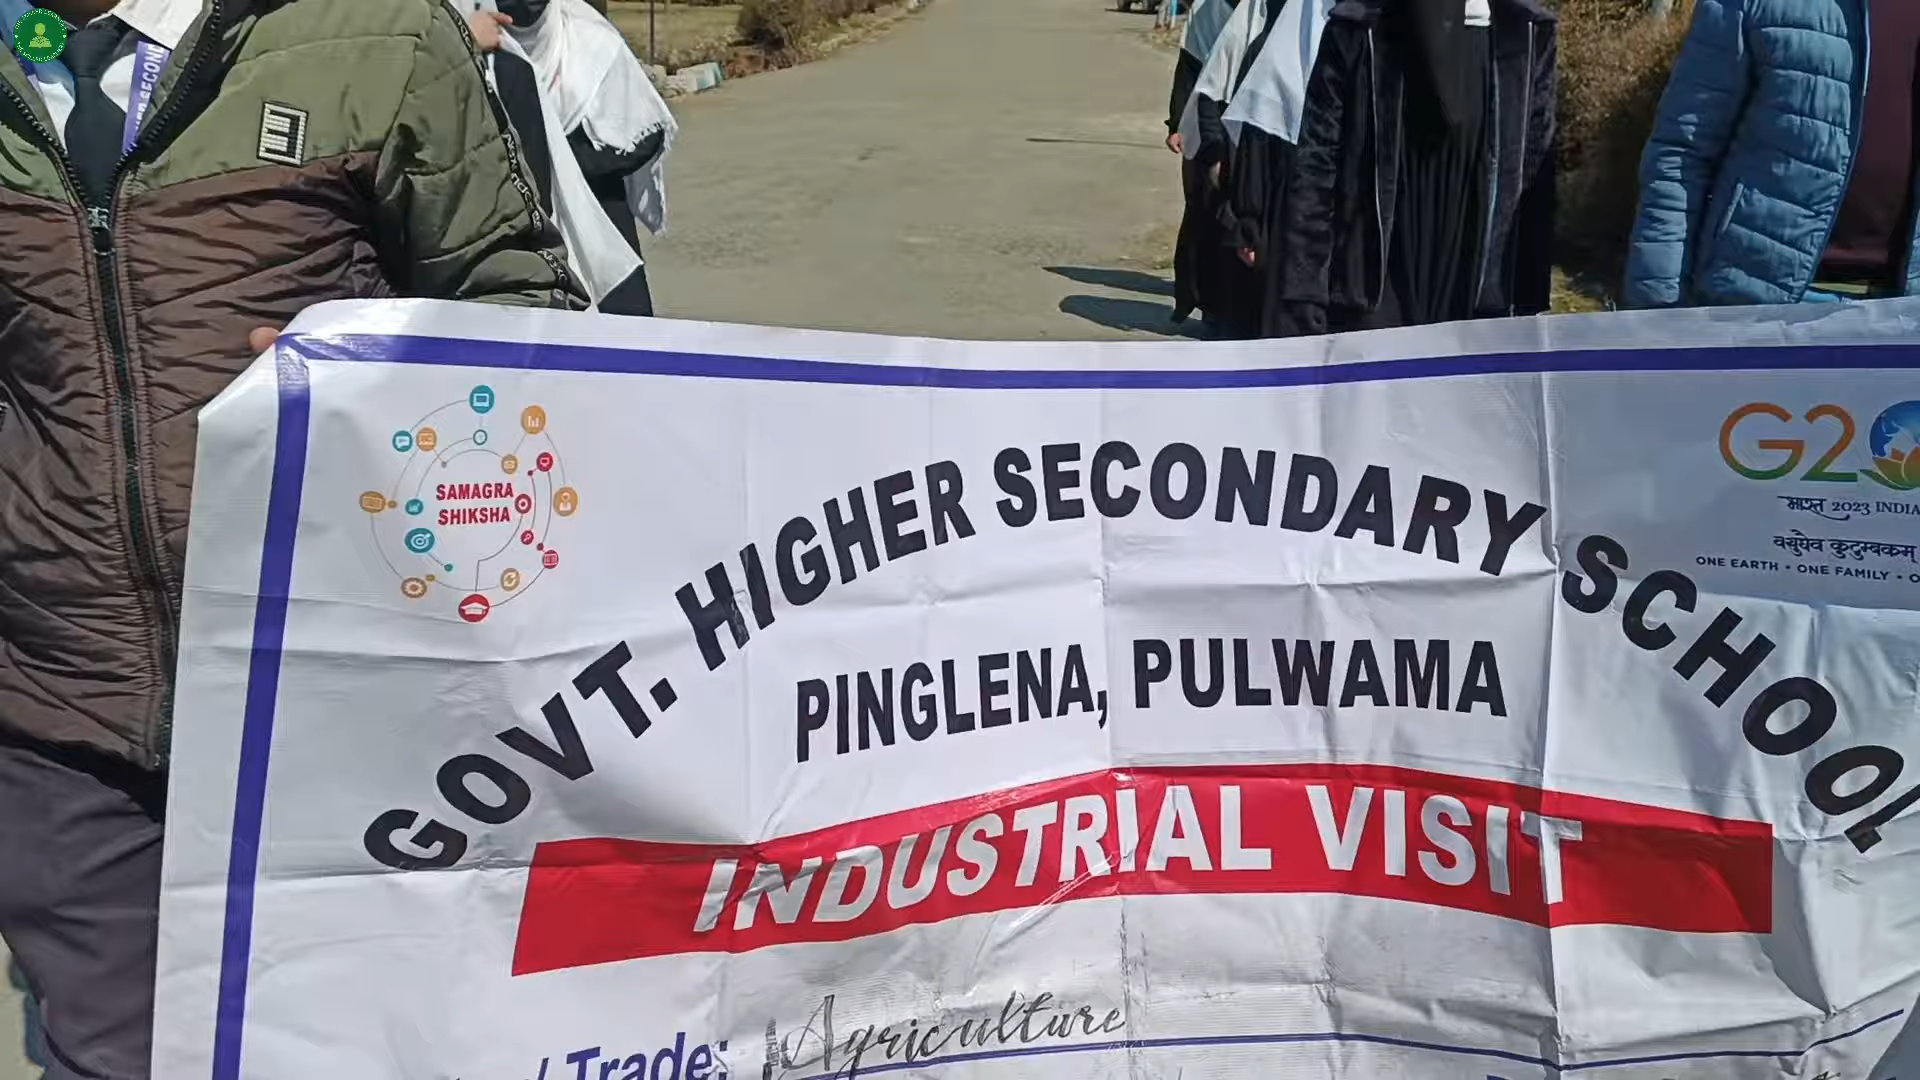 SAMAGRA
SHIKSHA
भारत 2023 INDIA
वसुधैव कुटुम्बकम्
ONE EARTH • ONE FAMILY •
GOVT. HIGHER SECONDARY SCHOOL
PINGLENA, PULWAMA
INDUSTRIAL VISIT
Trade: Agriculture